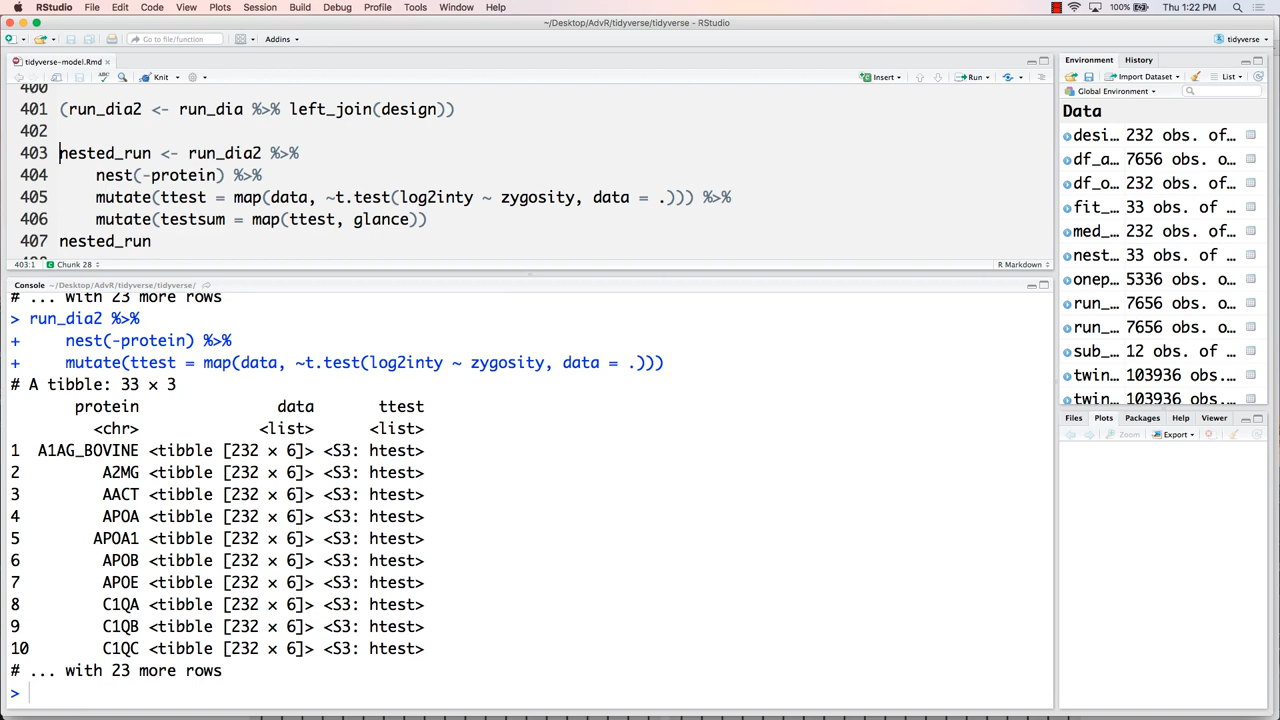 RStudio File Edit Code View Plots Session Build Debug Profile Tools Window Help 100% Thu 1:22 PM
~/Desktop/AdvR/tidyverse/tidyverse - RStudio
Go to file/function Addins tidyverse
tidyverse-model.Rmd
Knit Insert Run
400
401 (run_dia2 <- run_dia %>% left_join(design))
402
403 nested_run <- run_dia2 %>%
404     nest(-protein) %>%
405     mutate(ttest = map(data, ~t.test(log2inty ~ zygosity, data = .))) %>%
406     mutate(testsum = map(ttest, glance))
407 nested_run
403:1 Chunk 28 R Markdown
Console ~/Desktop/AdvR/tidyverse/tidyverse/
# ... with 23 more rows
> run_dia2 %>%
+     nest(-protein) %>%
+     mutate(ttest = map(data, ~t.test(log2inty ~ zygosity, data = .)))
# A tibble: 33 × 3
protein data ttest
<chr> <list> <list>
1 A1AG_BOVINE <tibble [232 × 6]> <S3: htest>
2 A2MG <tibble [232 × 6]> <S3: htest>
3 AACT <tibble [232 × 6]> <S3: htest>
4 APOA <tibble [232 × 6]> <S3: htest>
5 APOA1 <tibble [232 × 6]> <S3: htest>
6 APOB <tibble [232 × 6]> <S3: htest>
7 APOE <tibble [232 × 6]> <S3: htest>
8 C1QA <tibble [232 × 6]> <S3: htest>
9 C1QB <tibble [232 × 6]> <S3: htest>
10 C1QC <tibble [232 × 6]> <S3: htest>
# ... with 23 more rows
>
Environment History
Import Dataset List
Global Environment
Data
desi… 232 obs. of…
df_a… 7656 obs. o…
df_o… 232 obs. of…
fit_… 33 obs. of …
med_… 232 obs. of…
nest… 33 obs. of …
onep… 5336 obs. o…
run_… 7656 obs. o…
run_… 7656 obs. o…
sub_… 12 obs. of …
twin… 103936 obs.…
twin… 103936 obs.…
Files Plots Packages Help Viewer
Zoom Export